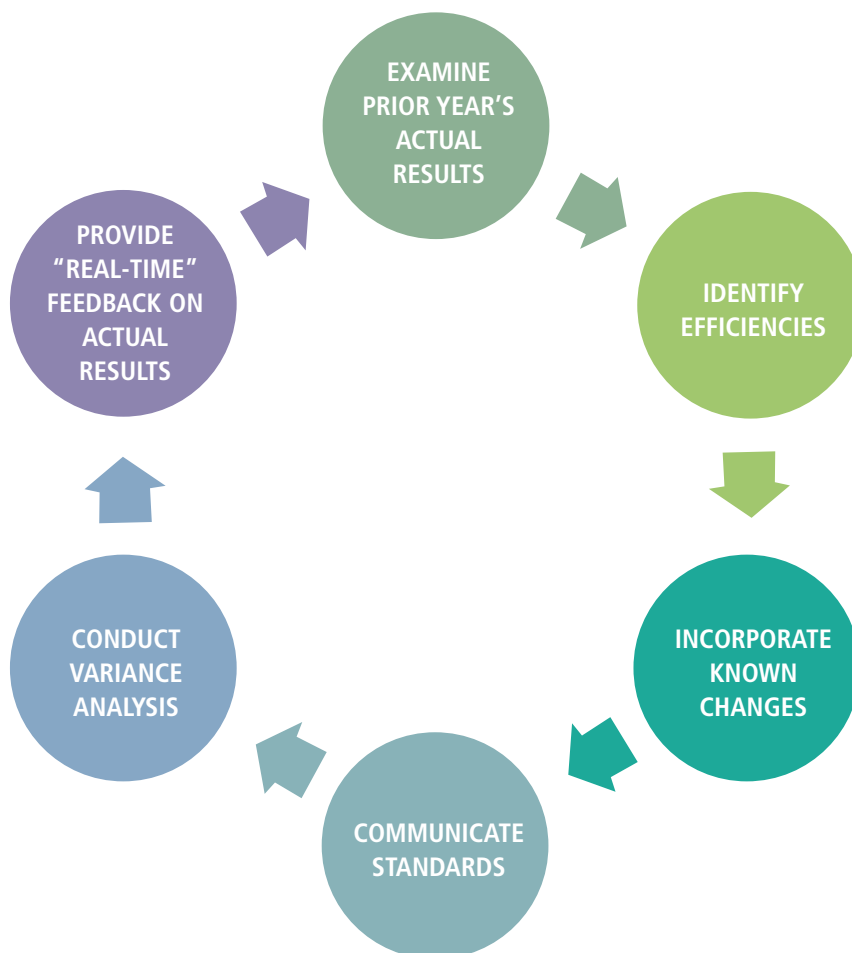 EXAMINE
PRIOR YEAR'S
ACTUAL
RESULTS
IDENTIFY
EFFICIENCIES
INCORPORATE
KNOWN
CHANGES
COMMUNICATE
STANDARDS
CONDUCT
VARIANCE
ANALYSIS
PROVIDE
“REAL-TIME”
FEEDBACK ON
ACTUAL
RESULTS